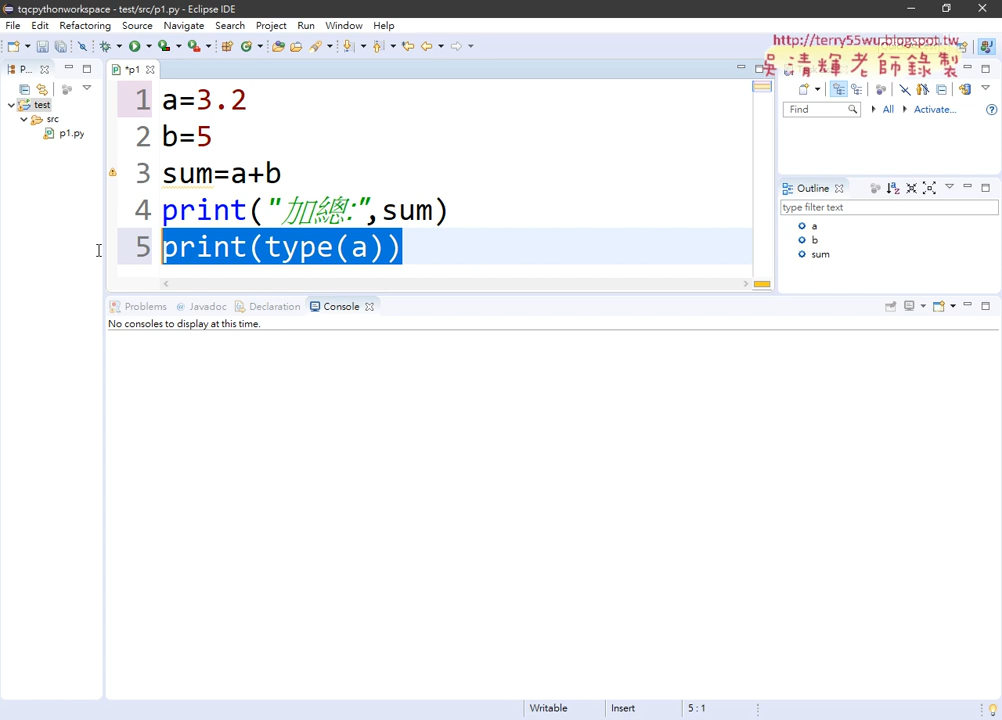 tqcpythonworkspace - test/src/p1.py - Eclipse IDE
File Edit Refactoring Source Navigate Search Project Run Window Help
http://terry55wu.blogspot.tw
吳清輝老師錄製
P...
*p1
test
src
p1.py
1 a=3.2
2 b=5
3 sum=a+b
4 print("加總:",sum)
5 print(type(a))
Find
All
Activate...
Outline
type filter text
a
b
sum
Problems Javadoc Declaration Console
No consoles to display at this time.
Writable Insert 5 : 1